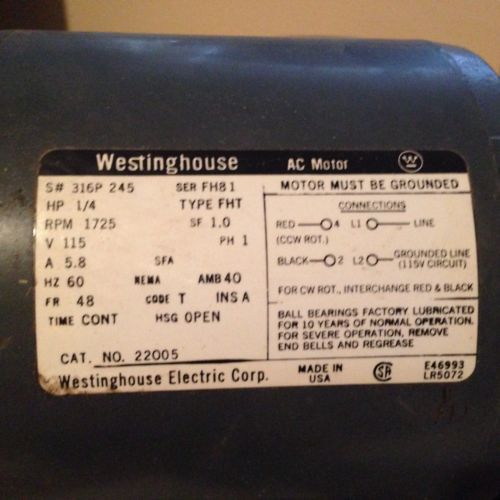 Westinghouse AC Motor W
S# 316P 245 SER FH81
HP 1/4 TYPE FHT
RPM 1725 SF 1.0
V 115 PH 1
A 5.8 SFA
HZ 60 NEMA AMB 40
FR 48 CODE T INS A
TIME CONT HSG OPEN
CAT. NO. 22005
MOTOR MUST BE GROUNDED
CONNECTIONS
RED 4 L1 LINE
(CCW ROT.)
BLACK 2 L2 GROUNDED LINE
(115V CIRCUIT)
FOR CW ROT., INTERCHANGE RED & BLACK
BALL BEARINGS FACTORY LUBRICATED
FOR 10 YEARS OF NORMAL OPERATION.
FOR SEVERE OPERATION, REMOVE
END BELLS AND REGREASE
Westinghouse Electric Corp.
MADE IN
USA
SA
E46993
LR5072